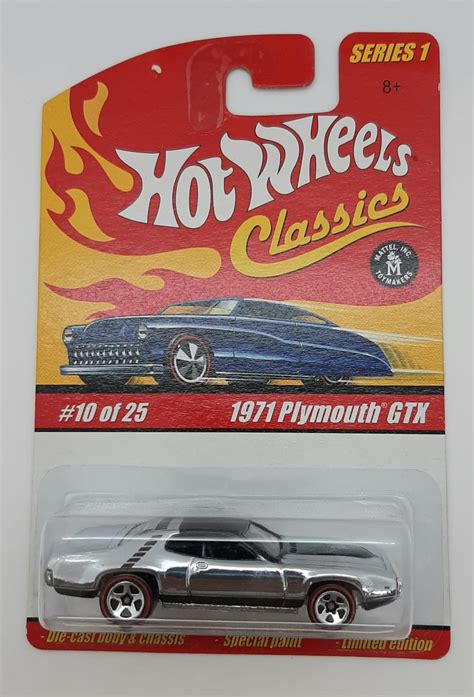 SERIES 1
8+
HOT WHEELS
Classics
MATTEL, INC.
M
TOYMAKERS
#10 of 25
1971 Plymouth® GTX
• Die-cast body & chassis • Special paint • Limited edition